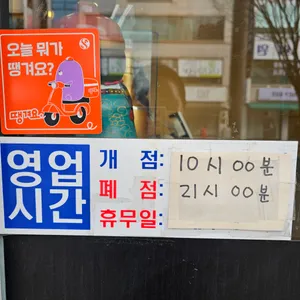 오늘 뭐가
땡겨요?
땡겨요
영업
시간
개 점: 10시 00분
폐 점: 21시 00분
휴무일: